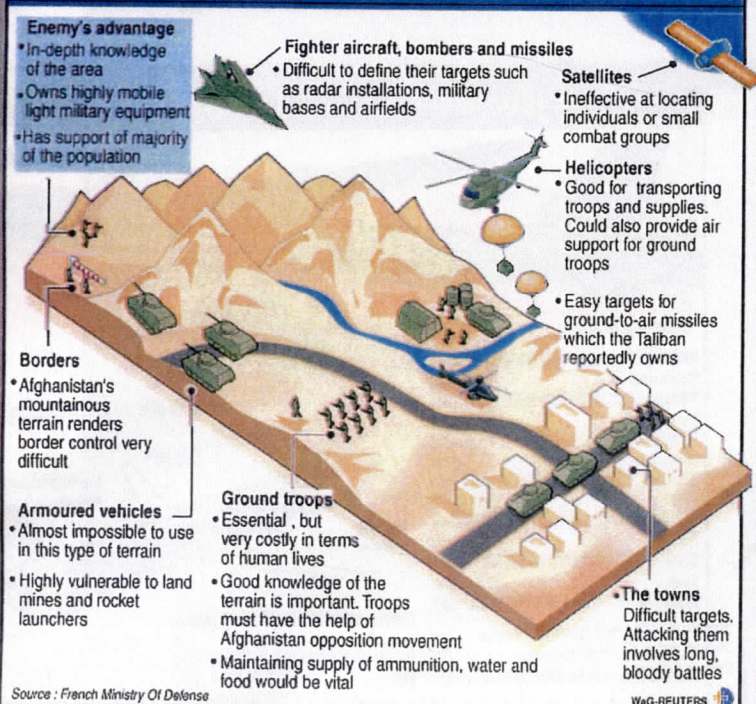 Enemy's advantage
• In-depth knowledge
of the area
• Owns highly mobile
light military equipment
• Has support of majority
of the population
Fighter aircraft, bombers and missiles
• Difficult to define their targets such
as radar installations, military
bases and airfields
Satellites
• Ineffective at locating
individuals or small
combat groups
Helicopters
• Good for transporting
troops and supplies.
Could also provide air
support for ground
troops
• Easy targets for
ground-to-air missiles
which the Taliban
reportedly owns
Borders
• Afghanistan's
mountainous
terrain renders
border control very
difficult
Armoured vehicles
• Almost impossible to use
in this type of terrain
• Highly vulnerable to land
mines and rocket
launchers
Ground troops
• Essential , but
very costly in terms
of human lives
• Good knowledge of the
terrain is important. Troops
must have the help of
Afghanistan opposition movement
• Maintaining supply of ammunition, water and
food would be vital
• The towns
Difficult targets.
Attacking them
involves long,
bloody battles
Source : French Ministry Of Defense
W&G-REUTERS